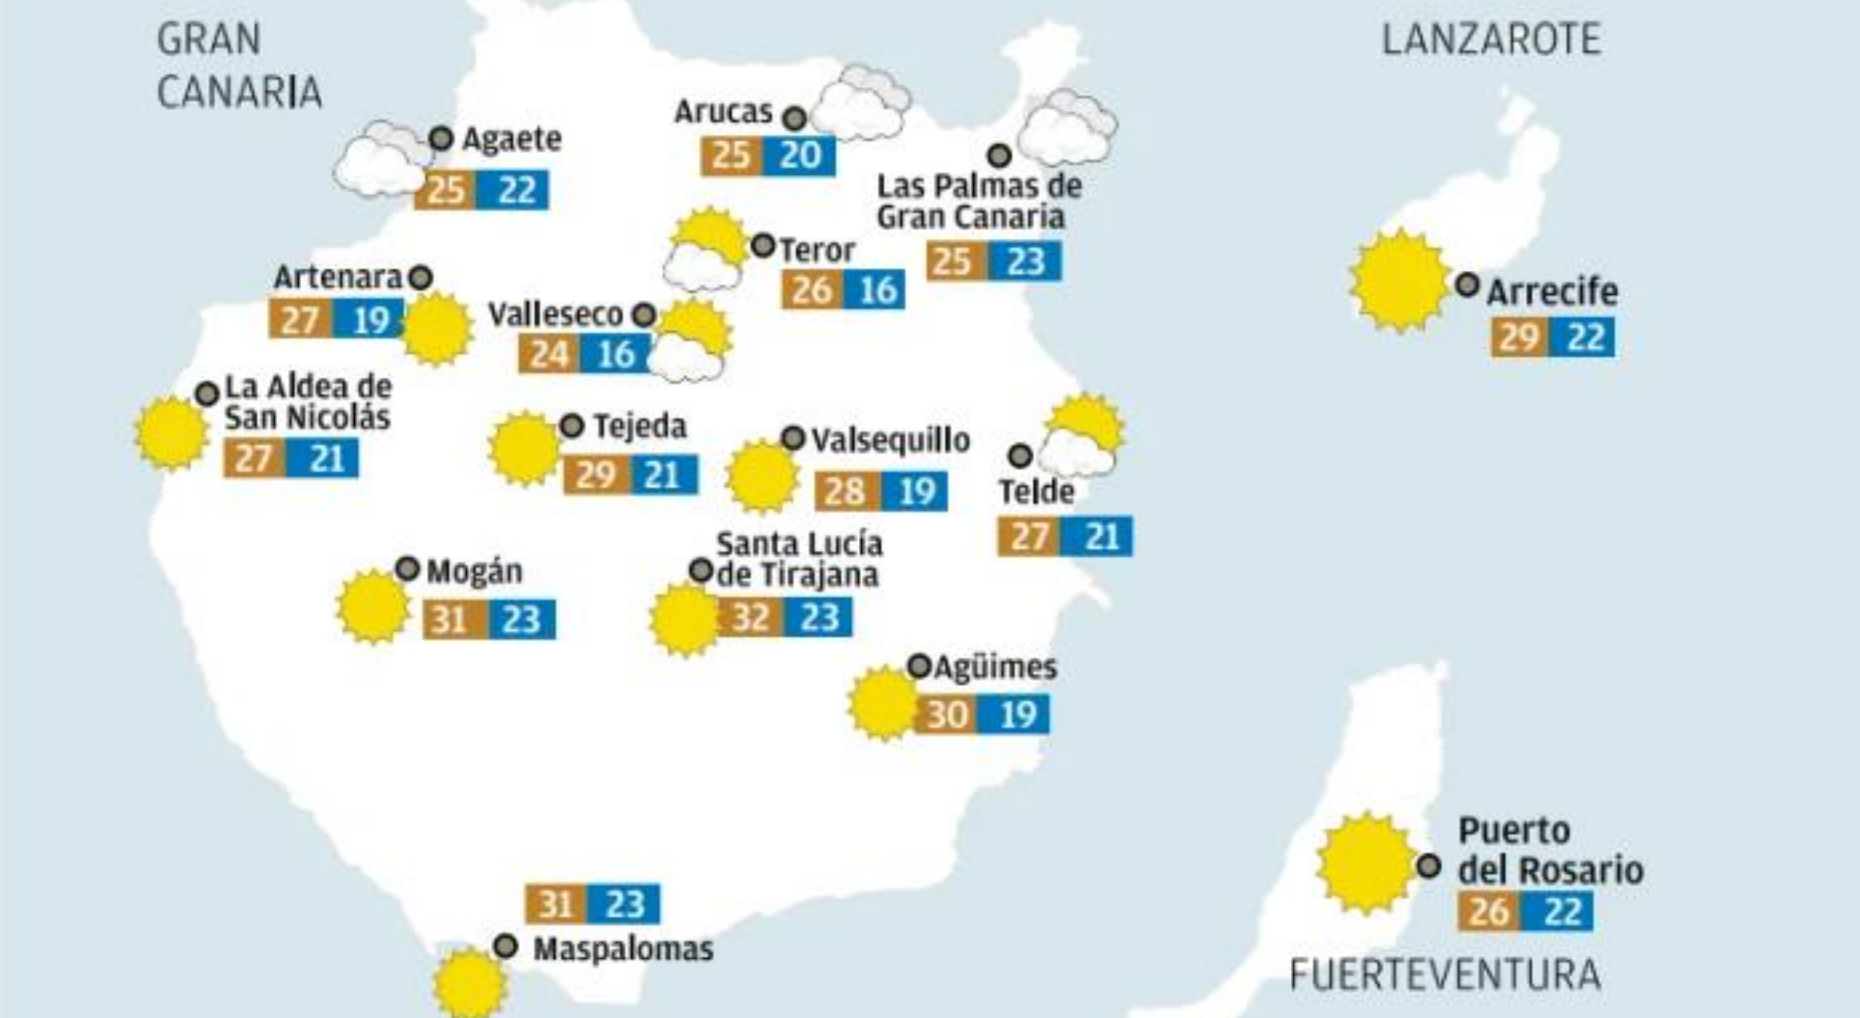 GRAN
CANARIA
LANZAROTE
Arucas
25 20
Agaete
25 22
Las Palmas de
Gran Canaria
25 23
Teror
26 16
Artenara
27 19
Valleseco
24 16
Arrecife
29 22
La Aldea de
San Nicolás
27 21
Tejeda
29 21
Valsequillo
28 19
Telde
27 21
Mogán
31 23
Santa Lucía
de Tirajana
32 23
Agüimes
30 19
Puerto
del Rosario
26 22
31 23
Maspalomas
FUERTEVENTURA